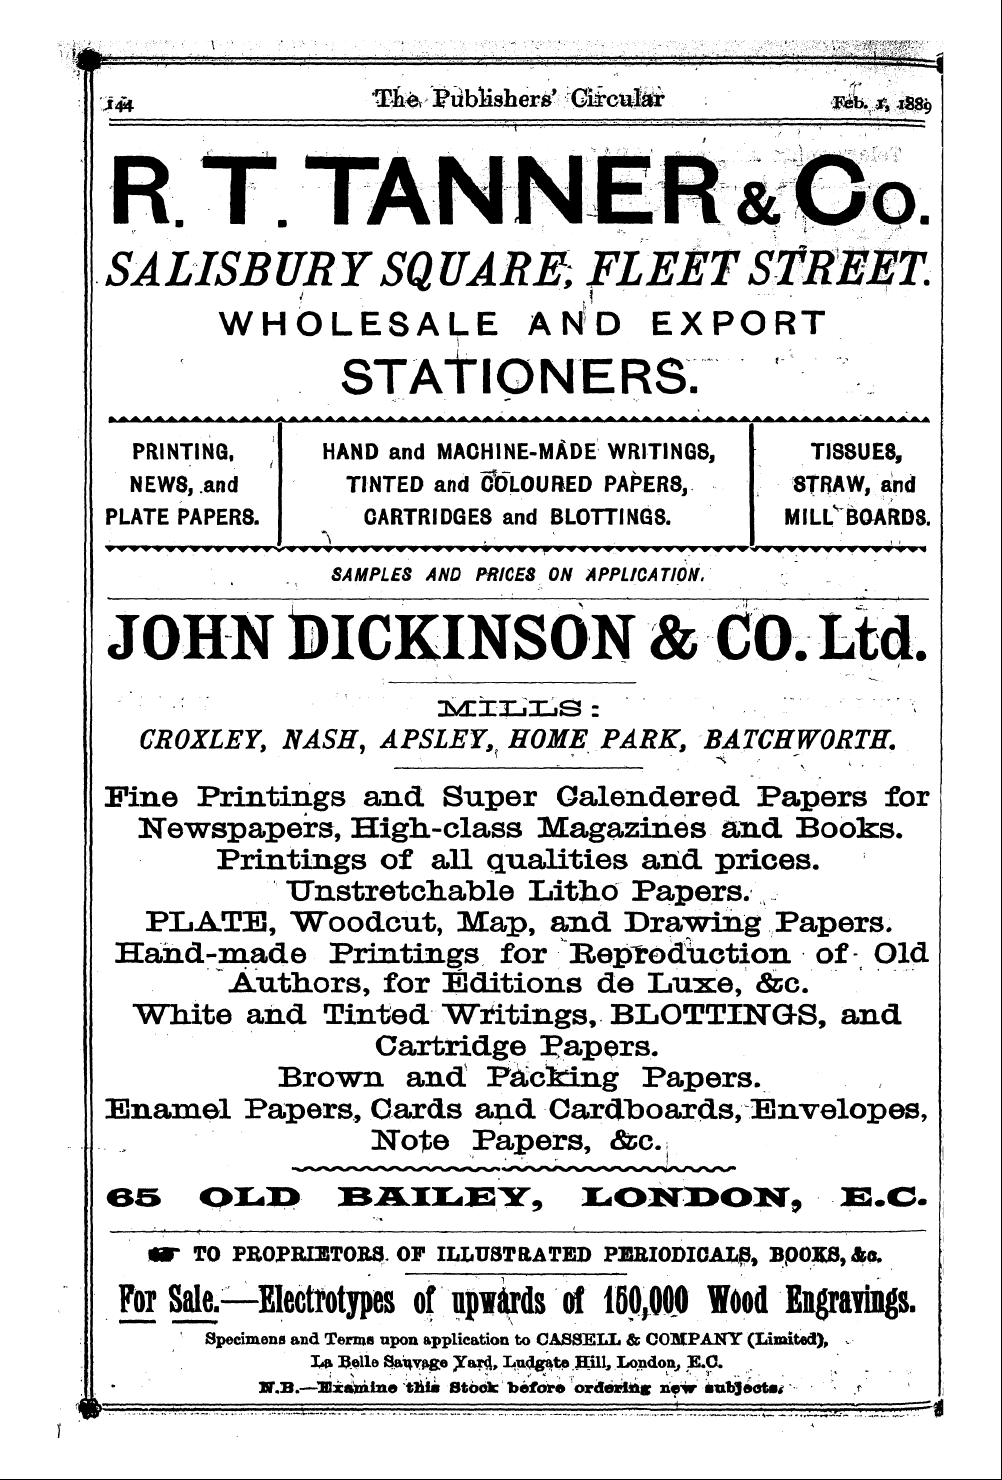 144 The Publishers' Circular Feb. 1, 1889
R. T. TANNER & Co.
SALISBURY SQUARE, FLEET STREET.
WHOLESALE AND EXPORT
STATIONERS.
PRINTING,
NEWS, and
PLATE PAPERS.
HAND and MACHINE-MADE WRITINGS,
TINTED and COLOURED PAPERS,
CARTRIDGES and BLOTTINGS.
TISSUES,
STRAW, and
MILL BOARDS.
SAMPLES AND PRICES ON APPLICATION.
JOHN DICKINSON & CO. Ltd.
MILLS:
CROXLEY, NASH, APSLEY, HOME PARK, BATCHWORTH.
Fine Printings and Super Calendered Papers for
Newspapers, High-class Magazines and Books.
Printings of all qualities and prices.
Unstretchable Litho Papers.
PLATE, Woodcut, Map, and Drawing Papers.
Hand-made Printings for Reproduction of Old
Authors, for Editions de Luxe, &c.
White and Tinted Writings, BLOTTINGS, and
Cartridge Papers.
Brown and Packing Papers.
Enamel Papers, Cards and Cardboards, Envelopes,
Note Papers, &c.
65 OLD BAILEY, LONDON, E.C.
☛ TO PROPRIETORS OF ILLUSTRATED PERIODICALS, BOOKS, &c.
For Sale.—Electrotypes of upwards of 150,000 Wood Engravings.
Specimens and Terms upon application to CASSELL & COMPANY (Limited),
La Belle Sauvage Yard, Ludgate Hill, London, E.C.
N.B.—Examine this Stock before ordering new subjects.